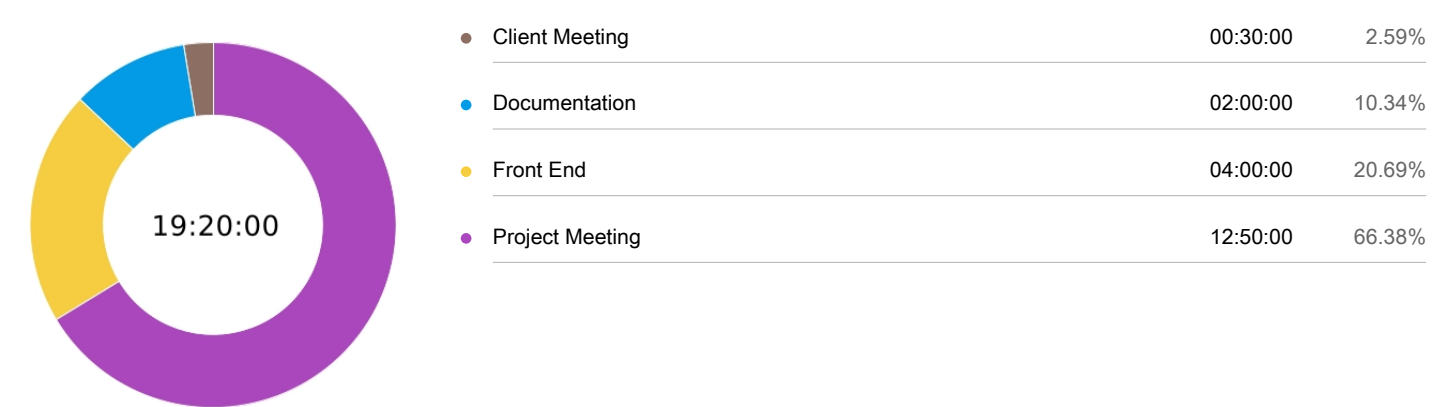 Client Meeting 00:30:00 2.59%
Documentation 02:00:00 10.34%
Front End 04:00:00 20.69%
19:20:00
Project Meeting 12:50:00 66.38%